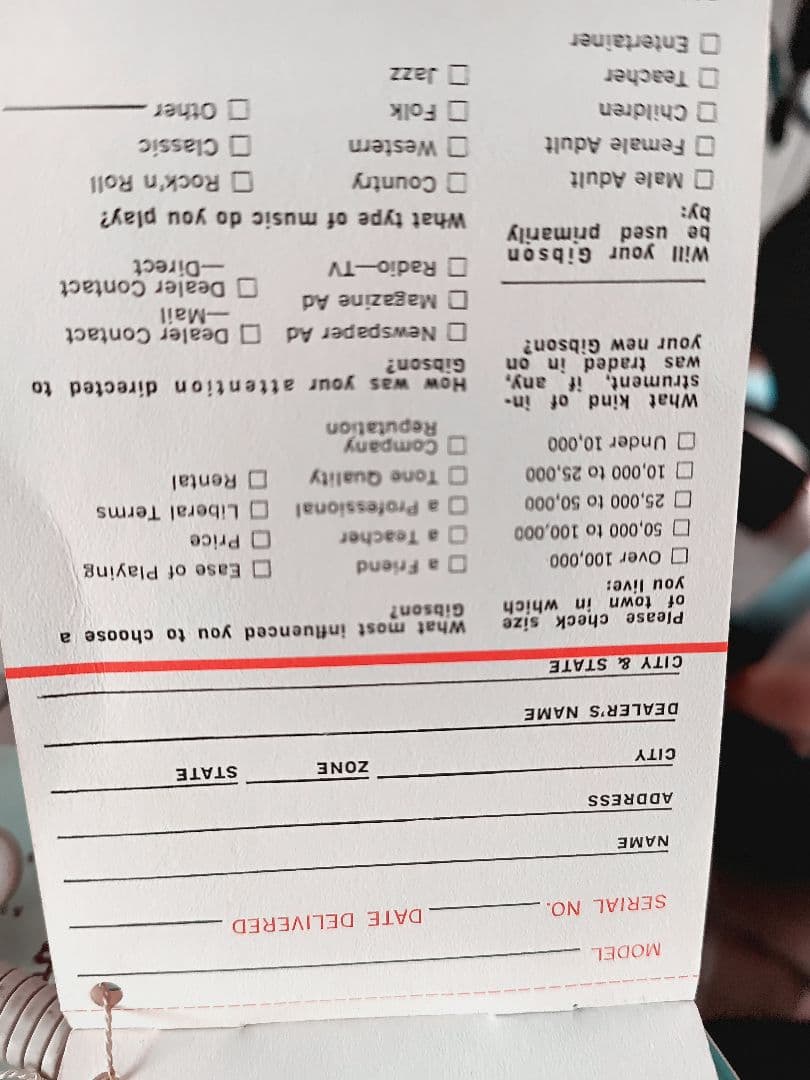 MODEL
SERIAL NO. DATE DELIVERED
NAME
ADDRESS
CITY ZONE STATE
DEALER'S NAME
CITY & STATE
Please check size
of town in which
you live:
☐ Over 100,000
☐ 50,000 to 100,000
☐ 25,000 to 50,000
☐ 10,000 to 25,000
☐ Under 10,000
What kind of in-
strument, if any,
was traded in on
your new Gibson?
Will your Gibson
be used primarily
by:
☐ Male Adult
☐ Female Adult
☐ Children
☐ Teacher
☐ Entertainer
What most influenced you to choose a
Gibson?
☐ a Friend ☐ Ease of Playing
☐ a Teacher ☐ Price
☐ a Professional ☐ Liberal Terms
☐ Tone Quality ☐ Rental
☐ Company
Reputation
How was your attention directed to
Gibson?
☐ Newspaper Ad ☐ Dealer Contact
—Mail
☐ Magazine Ad ☐ Dealer Contact
☐ Radio—TV —Direct
What type of music do you play?
☐ Country ☐ Rock'n Roll
☐ Western ☐ Classic
☐ Folk ☐ Other
☐ Jazz